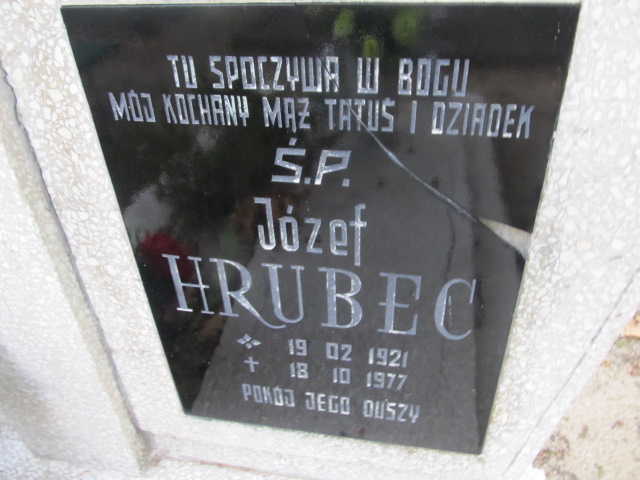 TU SPOCZYWA W BOGU
MÓJ KOCHANY MĄŻ TATUŚ I DZIADEK
Ś.P.
Józef
HRUBEC
19 02 1921
18 10 1977
POKÓJ JEGO DUSZY